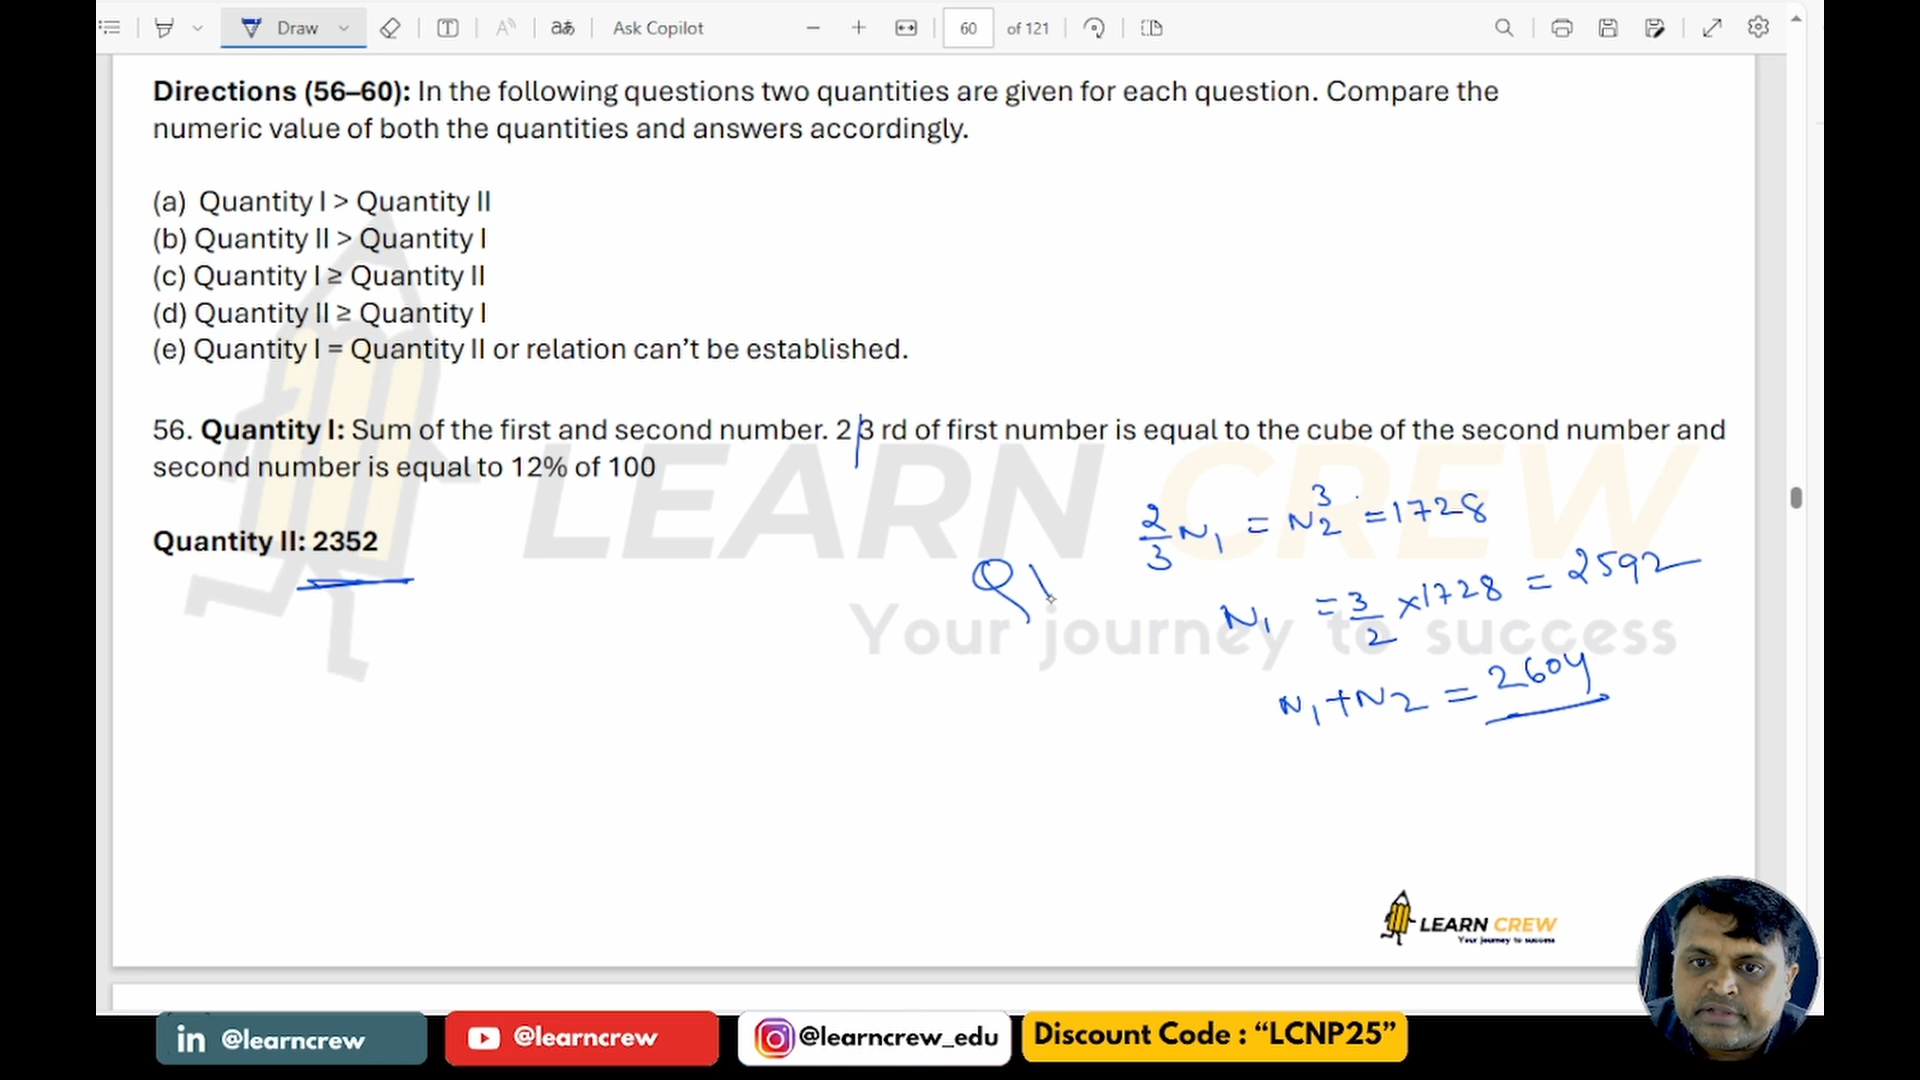 Draw
Ask Copilot
60 of 121
Directions (56–60): In the following questions two quantities are given for each question. Compare the
numeric value of both the quantities and answers accordingly.
(a) Quantity I > Quantity II
(b) Quantity II > Quantity I
(c) Quantity I ≥ Quantity II
(d) Quantity II ≥ Quantity I
(e) Quantity I = Quantity II or relation can’t be established.
56. Quantity I: Sum of the first and second number. 2/3 rd of first number is equal to the cube of the second number and
second number is equal to 12% of 100
Quantity II: 2352
2/3 N1 = N2^3 = 1728
N1 = 3/2 × 1728 = 2592
N1 + N2 = 2604
Q1
LEARN CREW
Your journey to success
LEARN CREW
Your journey to success
in @learncrew
@learncrew
@learncrew_edu
Discount Code : “LCNP25”